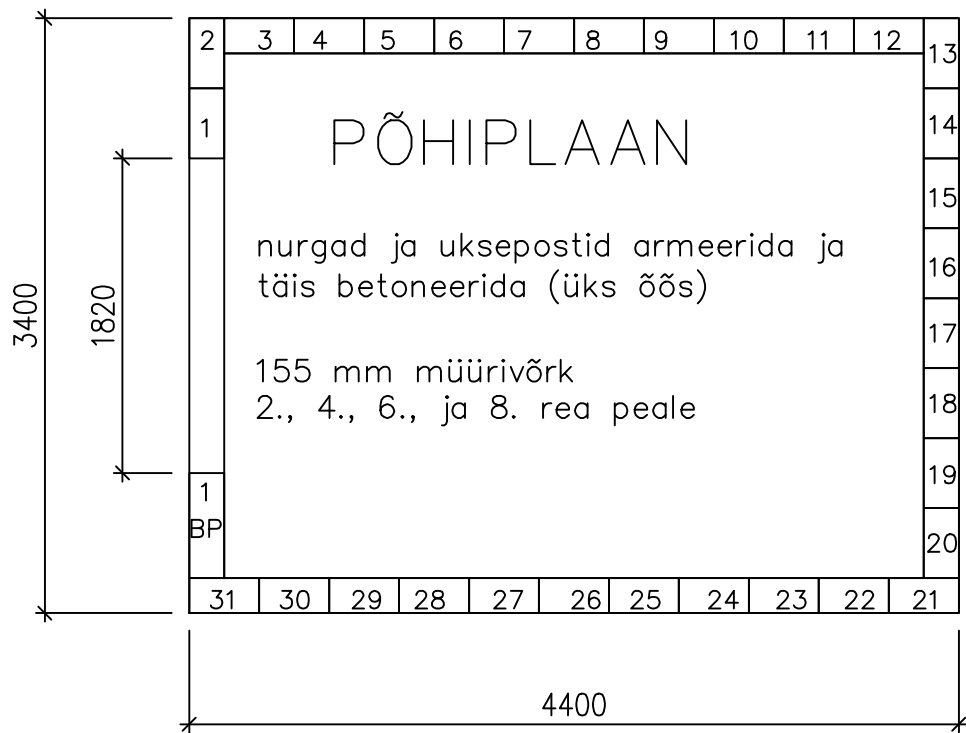 2 3 4 5 6 7 8 9 10 11 12 13
1 14
PÕHIPLAAN
15
nurgad ja uksepostid armeerida ja
16
täis betoneerida (üks õõs)
3400 1820
17
155 mm müürivõrk
2., 4., 6., ja 8. rea peale
18
19
1
BP
20
31 30 29 28 27 26 25 24 23 22 21
4400